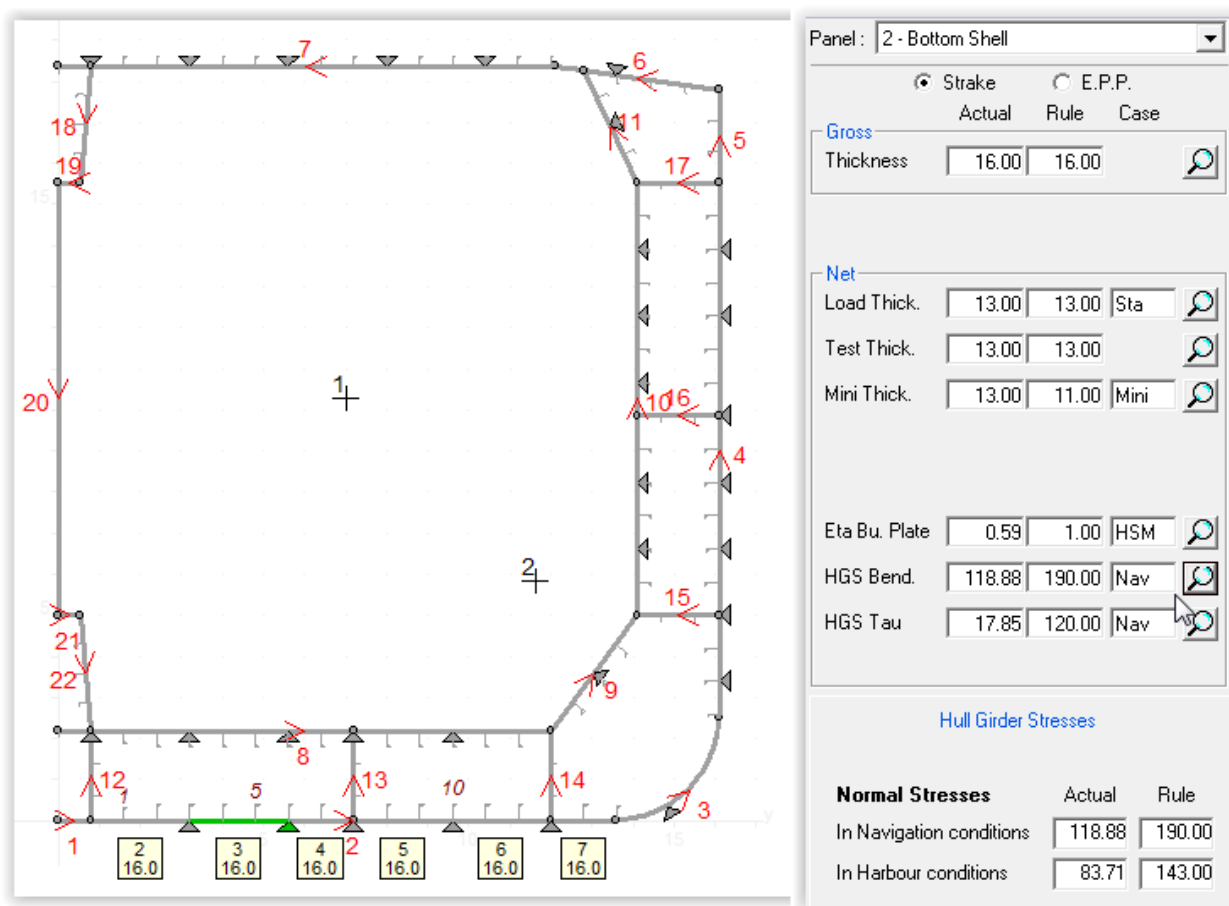 7
6
18
11
5
19
17
15
1
20
10
16
4
2
15
21
22
9
8
12
13
14
1
5
10
3
1
2
y
10
15
2
16.0
3
16.0
4
16.0
5
16.0
6
16.0
7
16.0
Panel : 2 - Bottom Shell
Strake E.P.P.
Actual Rule Case
Gross
Thickness 16.00 16.00
Net
Load Thick. 13.00 13.00 Sta
Test Thick. 13.00 13.00
Mini Thick. 13.00 11.00 Mini
Eta Bu. Plate 0.59 1.00 HSM
HGS Bend. 118.88 190.00 Nav
HGS Tau 17.85 120.00 Nav
Hull Girder Stresses
Normal Stresses Actual Rule
In Navigation conditions 118.88 190.00
In Harbour conditions 83.71 143.00